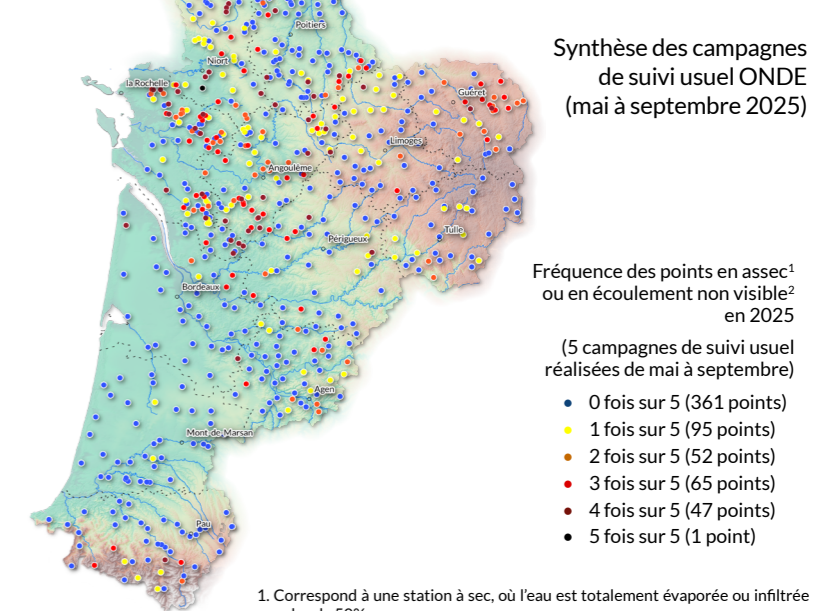 Synthèse des campagnes
de suivi usuel ONDE
(mai à septembre 2025)
Poitiers
Niort
la Rochelle
Guéret
Limoges
Angoulême
Tulle
Périgueux
Bordeaux
Agen
Mont-de-Marsan
Pau
Fréquence des points en assec¹
ou en écoulement non visible²
en 2025
(5 campagnes de suivi usuel
réalisées de mai à septembre)
0 fois sur 5 (361 points)
1 fois sur 5 (95 points)
2 fois sur 5 (52 points)
3 fois sur 5 (65 points)
4 fois sur 5 (47 points)
5 fois sur 5 (1 point)
1. Correspond à une station à sec, où l'eau est totalement évaporée ou infiltrée